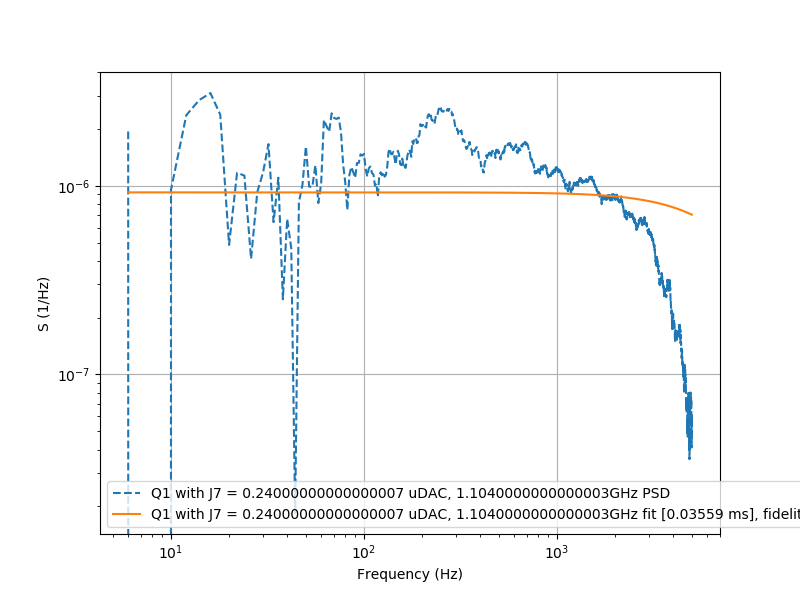 10⁻⁶
10⁻⁷
S (1/Hz)
Q1 with J7 = 0.24000000000000007 uDAC, 1.1040000000000003GHz PSD
Q1 with J7 = 0.24000000000000007 uDAC, 1.1040000000000003GHz fit [0.03559 ms], fidelit
10¹ 10² 10³
Frequency (Hz)